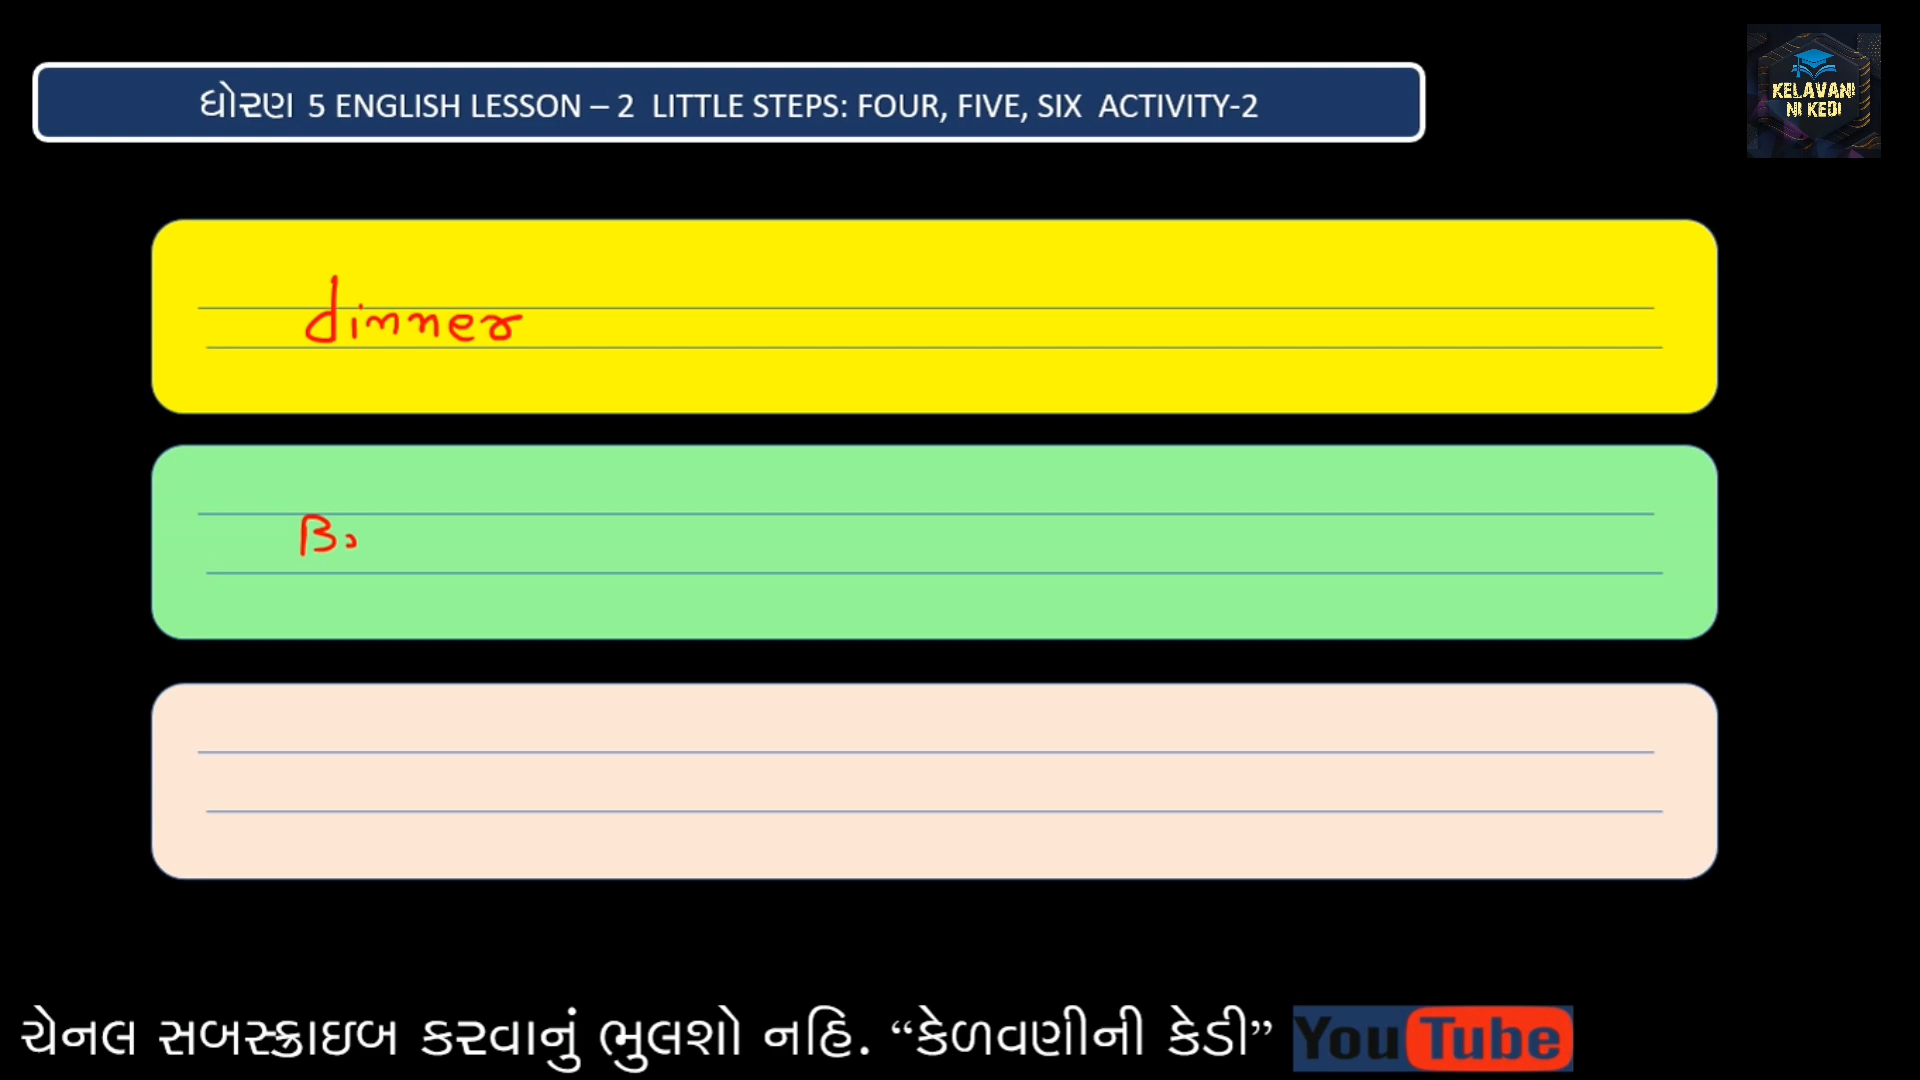 ધોરણ 5 ENGLISH LESSON – 2 LITTLE STEPS: FOUR, FIVE, SIX ACTIVITY-2
KELAVANI
NI KEDI
dinner
ચેનલ સબસ્ક્રાઇબ કરવાનું ભુલશો નહિ. “કેળવણીની કેડી” YouTube